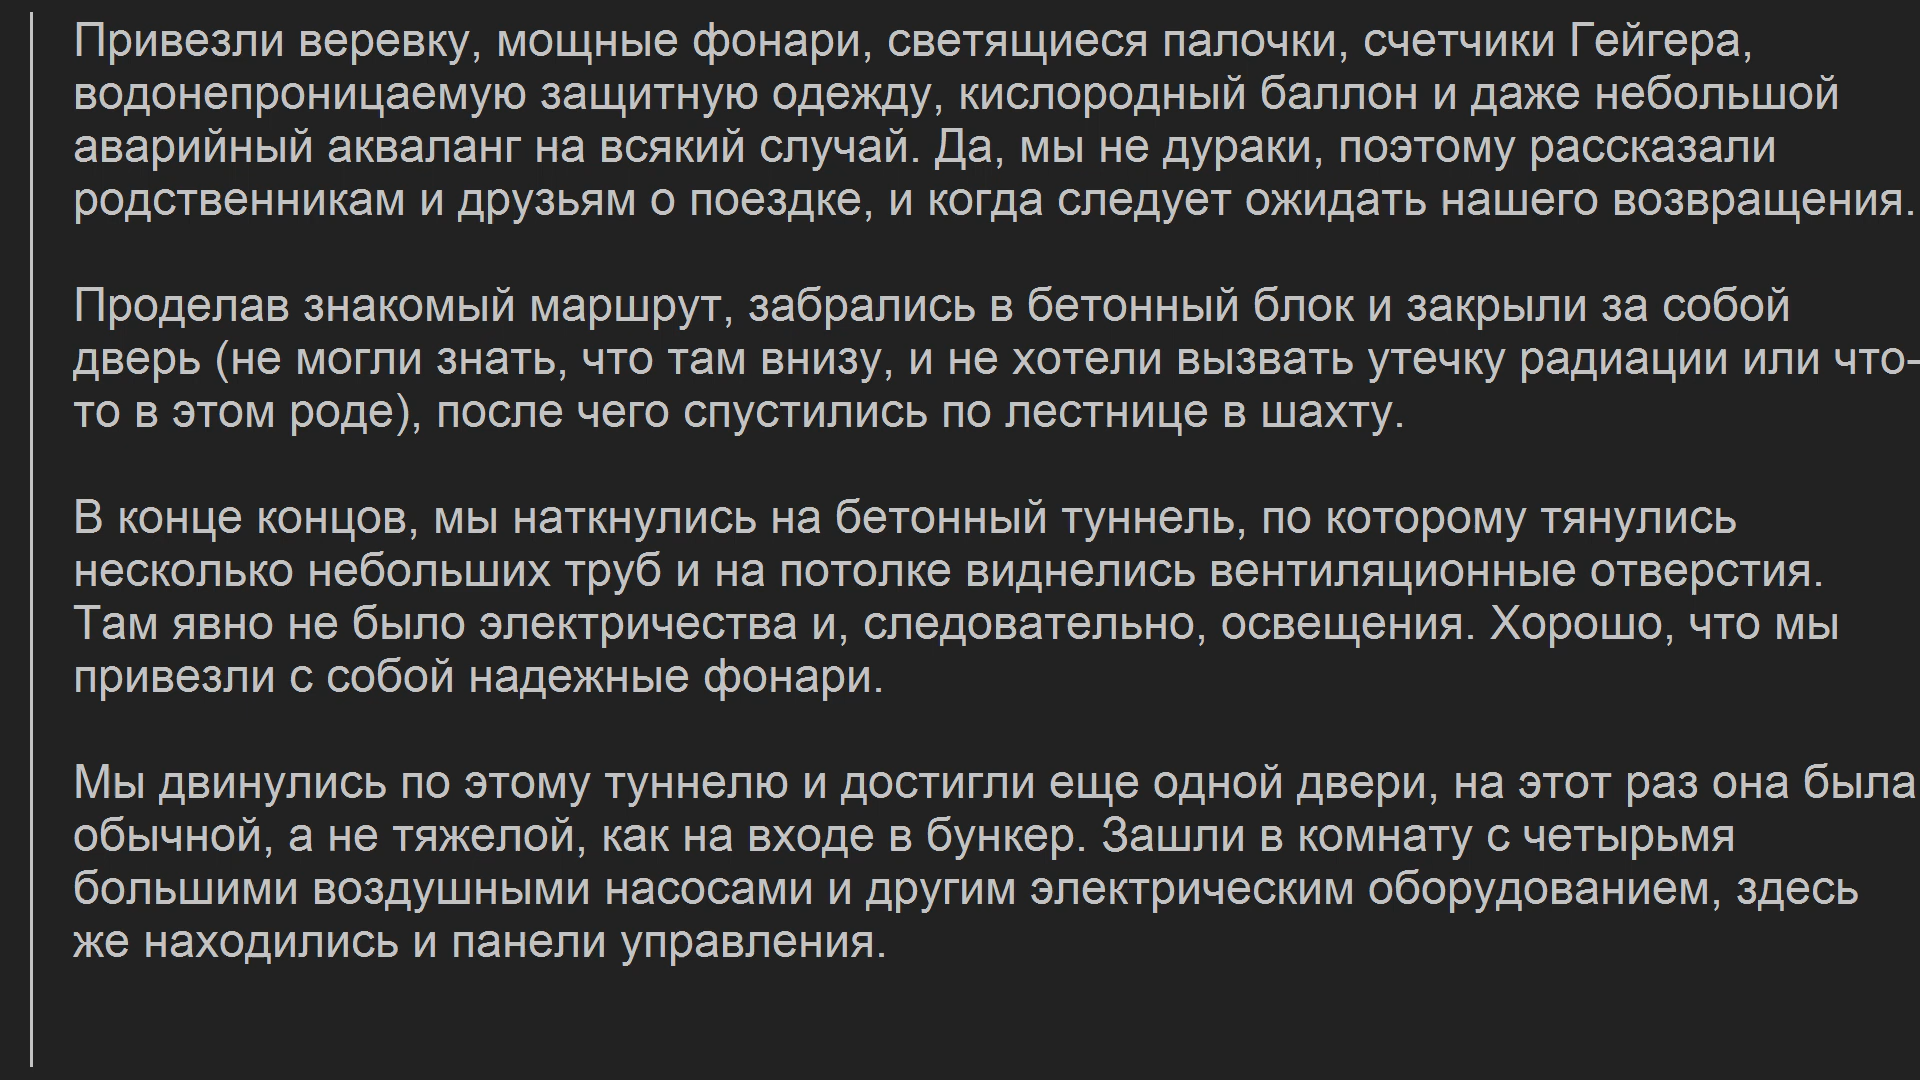 Привезли веревку, мощные фонари, светящиеся палочки, счетчики Гейгера,
водонепроницаемую защитную одежду, кислородный баллон и даже небольшой
аварийный акваланг на всякий случай. Да, мы не дураки, поэтому рассказали
родственникам и друзьям о поездке, и когда следует ожидать нашего возвращения.
Проделав знакомый маршрут, забрались в бетонный блок и закрыли за собой
дверь (не могли знать, что там внизу, и не хотели вызвать утечку радиации или что-
то в этом роде), после чего спустились по лестнице в шахту.
В конце концов, мы наткнулись на бетонный туннель, по которому тянулись
несколько небольших труб и на потолке виднелись вентиляционные отверстия.
Там явно не было электричества и, следовательно, освещения. Хорошо, что мы
привезли с собой надежные фонари.
Мы двинулись по этому туннелю и достигли еще одной двери, на этот раз она была
обычной, а не тяжелой, как на входе в бункер. Зашли в комнату с четырьмя
большими воздушными насосами и другим электрическим оборудованием, здесь
же находились и панели управления.